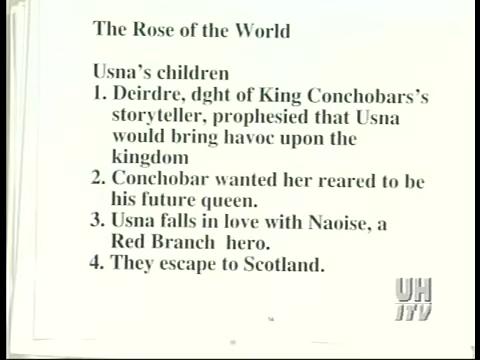 The Rose of the World
Usna's children
1. Deirdre, dght of King Conchobars's
storyteller, prophesied that Usna
would bring havoc upon the
kingdom
2. Conchobar wanted her reared to be
his future queen.
3. Usna falls in love with Naoise, a
Red Branch hero.
4. They escape to Scotland.
UH
ITV